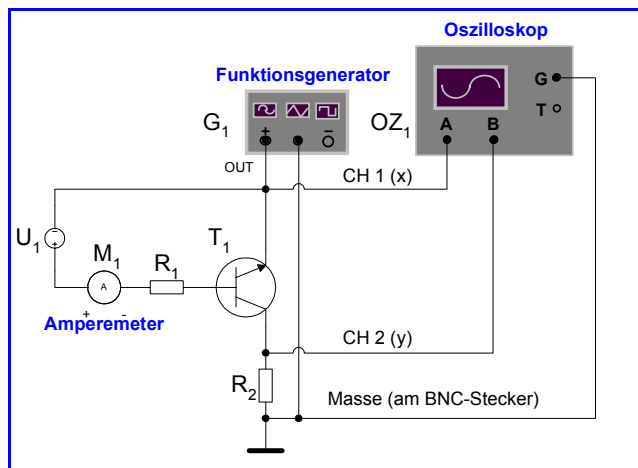 Oszilloskop
Funktionsgenerator
G
G1
+
−
OZ1
A
B
T
OUT
CH 1 (x)
U1
-
+
M1
R1
T1
A
+
-
Amperemeter
CH 2 (y)
R2
Masse (am BNC-Stecker)